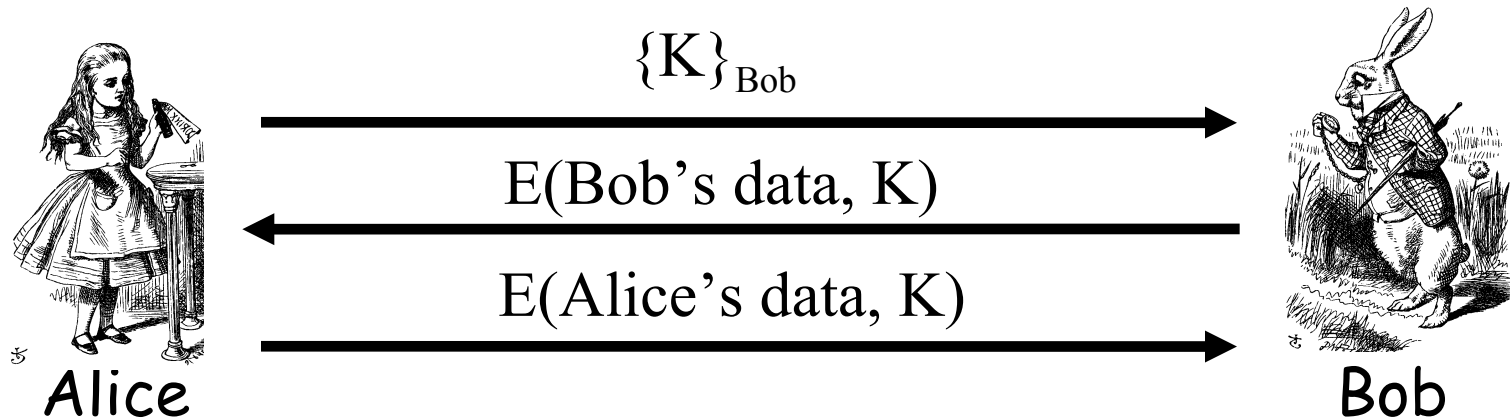 {K}Bob
E(Bob’s data, K)
E(Alice’s data, K)
Alice
Bob